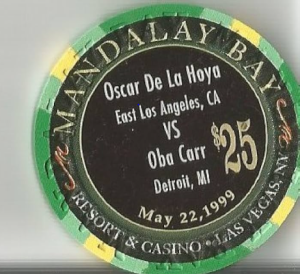 MANDALAY BAY
Oscar De La Hoya
East Los Angeles, CA
VS
Oba Carr
Detroit, MI
$25
May 22, 1999
RESORT & CASINO • LAS VEGAS, NV